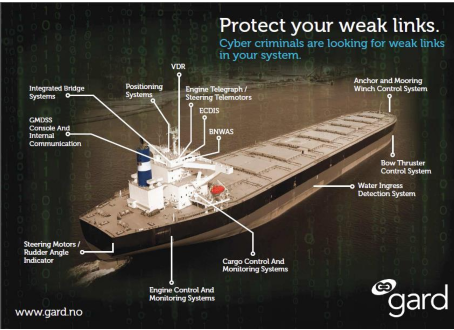 Protect your weak links.
Cyber criminals are looking for weak links
in your system.
VDR
Positioning
Systems
Integrated Bridge
Systems
Engine Telegraph /
Steering Telemotors
ECDIS
BNWAS
GMDSS
Console And
Internal
Communication
Anchor and Mooring
Winch Control System
Bow Thruster
Control System
Water Ingress
Detection System
Cargo Control And
Monitoring Systems
Steering Motors /
Rudder Angle
Indicator
Engine Control And
Monitoring Systems
www.gard.no
gard